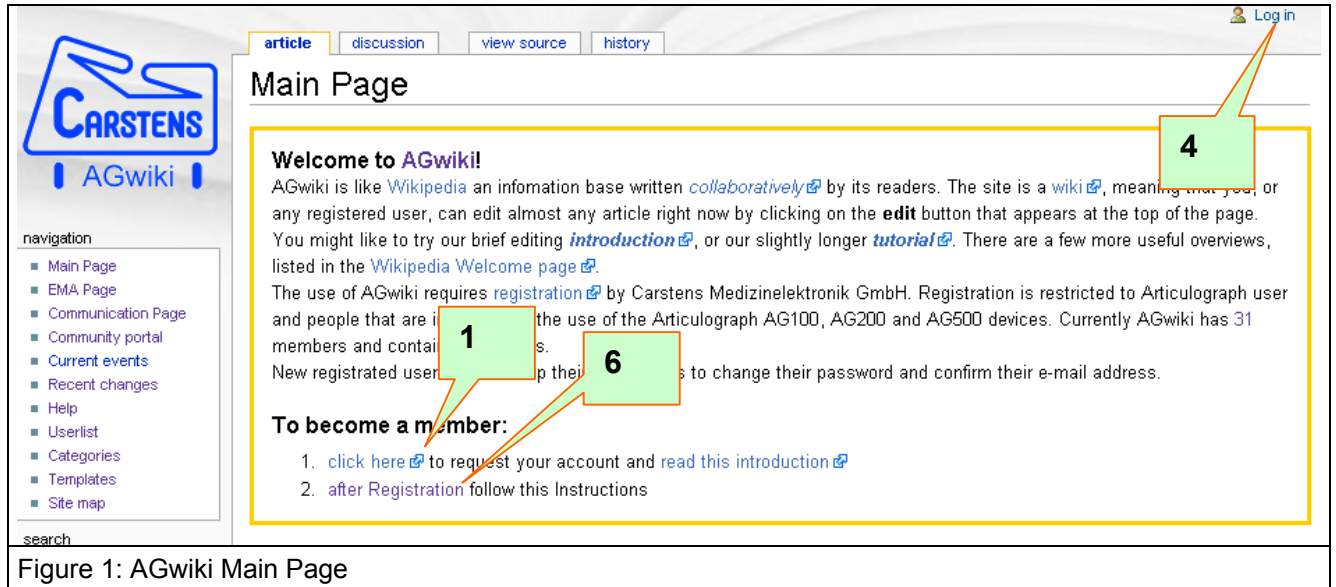 Log in
article discussion view source history
Main Page
CARSTENS
AGwiki
4
Welcome to AGwiki!
AGwiki is like Wikipedia an infomation base written collaboratively by its readers. The site is a wiki, meaning that you, or
any registered user, can edit almost any article right now by clicking on the edit button that appears at the top of the page.
You might like to try our brief editing introduction, or our slightly longer tutorial. There are a few more useful overviews,
listed in the Wikipedia Welcome page.
The use of AGwiki requires registration by Carstens Medizinelektronik GmbH. Registration is restricted to Articulograph user
and people that are the use of the Articulograph AG100, AG200 and AG500 devices. Currently AGwiki has 31
members and
New registrated user to change their password and confirm their e-mail address.
1
6
To become a member:
1. click here to request your account and read this introduction
2. after Registration follow this Instructions
navigation
Main Page
EMA Page
Communication Page
Community portal
Current events
Recent changes
Help
Userlist
Categories
Templates
Site map
search
Figure 1: AGwiki Main Page